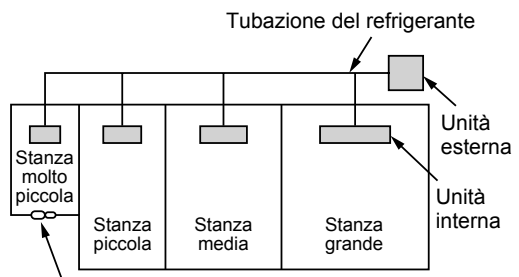 Tubazione del refrigerante
Unità
esterna
Stanza
molto
piccola
Stanza
piccola
Stanza
media
Stanza
grande
Unità
interna